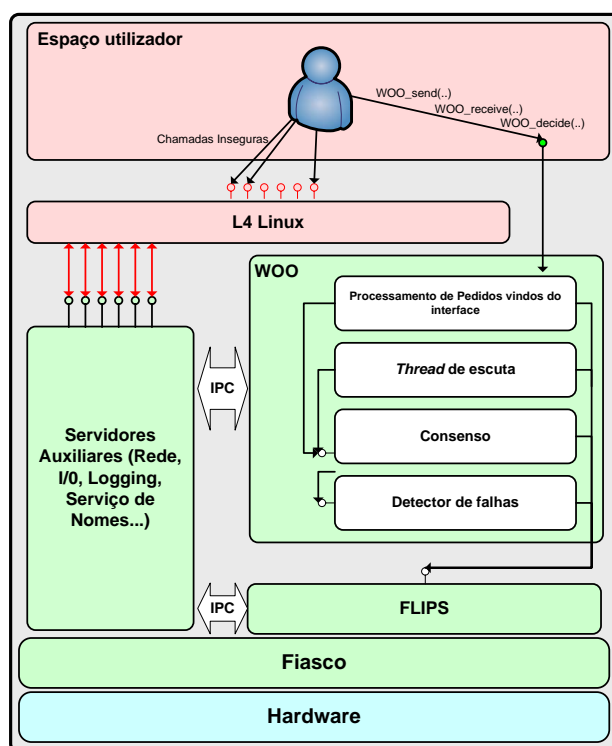 Espaço utilizador
WOO_send(..)
WOO_receive(..)
WOO_decide(..)
Chamadas Inseguras
L4 Linux
WOO
Processamento de Pedidos vindos do
interface
Thread de escuta
Consenso
Detector de falhas
IPC
Servidores
Auxiliares (Rede,
I/0, Logging,
Serviço de
Nomes...)
IPC
FLIPS
Fiasco
Hardware